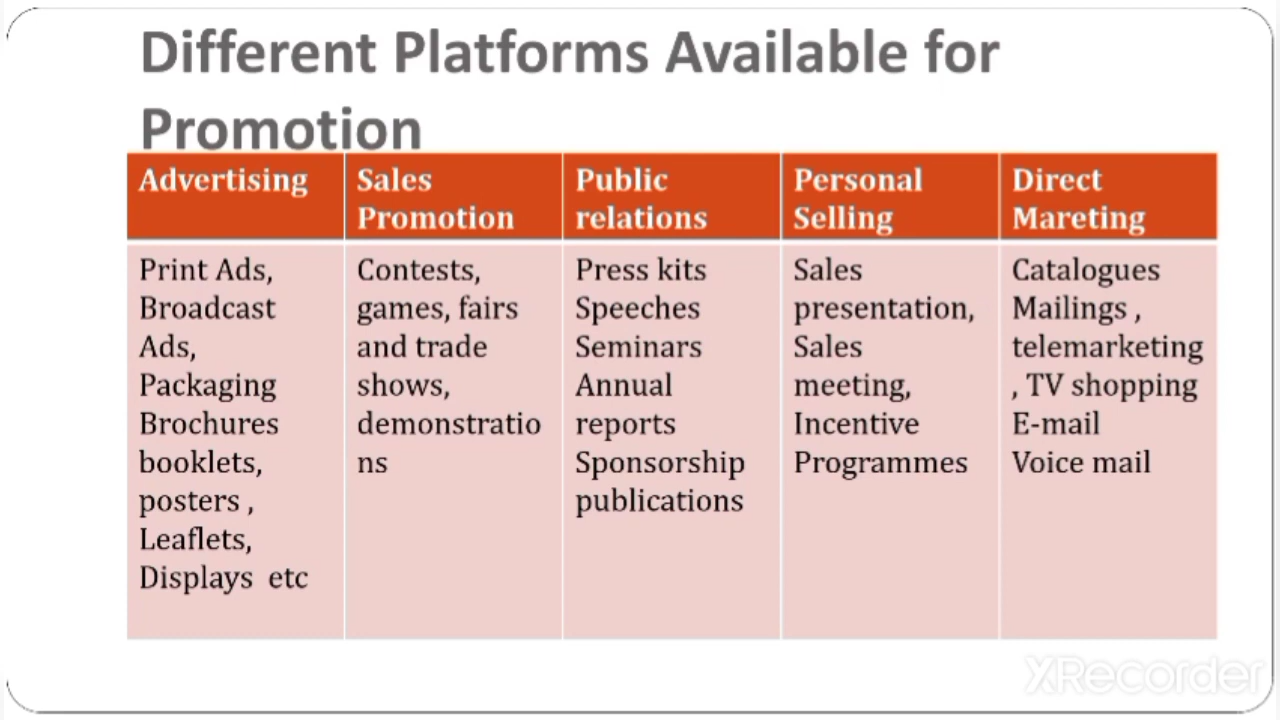 Different Platforms Available for
Promotion
Advertising
Sales
Promotion
Public
relations
Personal
Selling
Direct
Mareting
Print Ads,
Broadcast
Ads,
Packaging
Brochures
booklets,
posters ,
Leaflets,
Displays  etc
Contests,
games, fairs
and trade
shows,
demonstratio
ns
Press kits
Speeches
Seminars
Annual
reports
Sponsorship
publications
Sales
presentation,
Sales
meeting,
Incentive
Programmes
Catalogues
Mailings ,
telemarketing
, TV shopping
E-mail
Voice mail
XRecorder